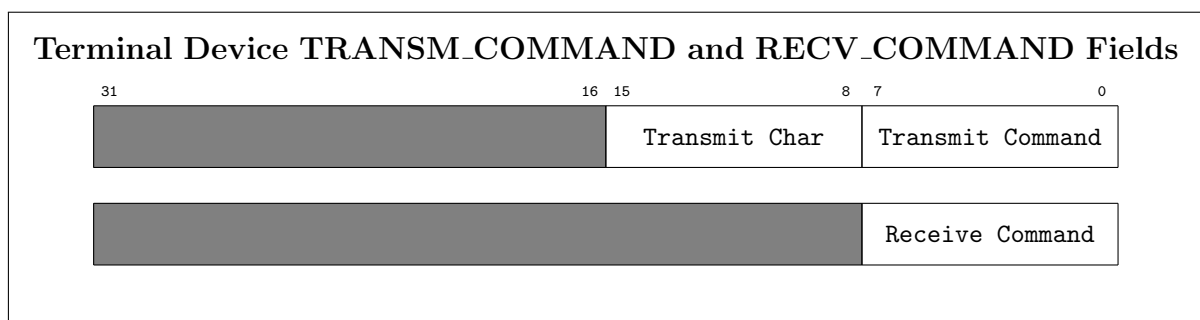 Terminal Device TRANSM_COMMAND and RECV_COMMAND Fields
31 16 15 8 7 0
Transmit Char Transmit Command
Receive Command